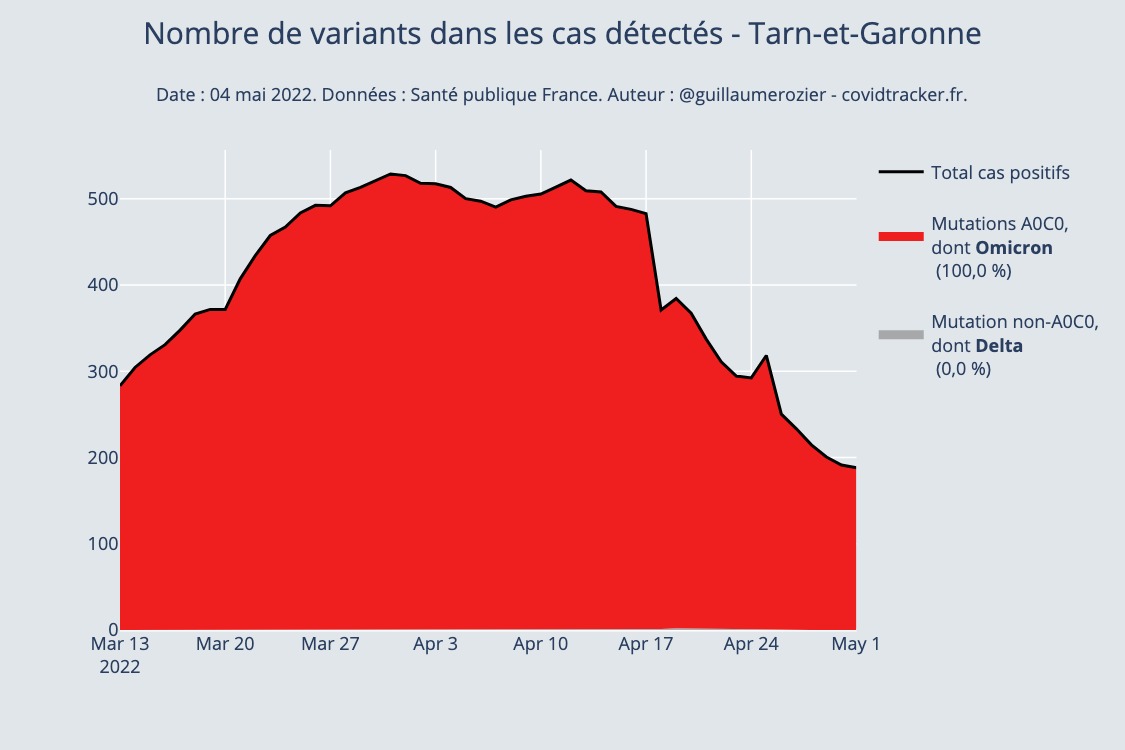 Nombre de variants dans les cas détectés - Tarn-et-Garonne
Date : 04 mai 2022. Données : Santé publique France. Auteur : @guillaumerozier - covidtracker.fr.
Total cas positifs
Mutations A0C0,
dont Omicron
(100,0 %)
Mutation non-A0C0,
dont Delta
(0,0 %)
500
400
300
200
100
0
Mar 13 Mar 20 Mar 27 Apr 3 Apr 10 Apr 17 Apr 24 May 1
2022